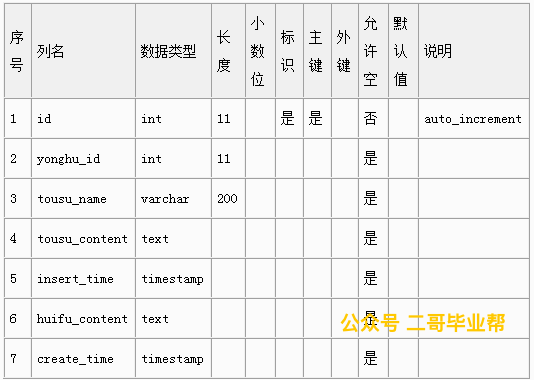 序号 列名 数据类型 长度 小数位 标识 主键 外键 允许空 默认值 说明
1 id int 11 是 是 否 auto_increment
2 yonghu_id int 11 是
3 tousu_name varchar 200 是
4 tousu_content text 是
5 insert_time timestamp 是
6 huifu_content text 是
公众号 二哥毕业帮
7 create_time timestamp 是